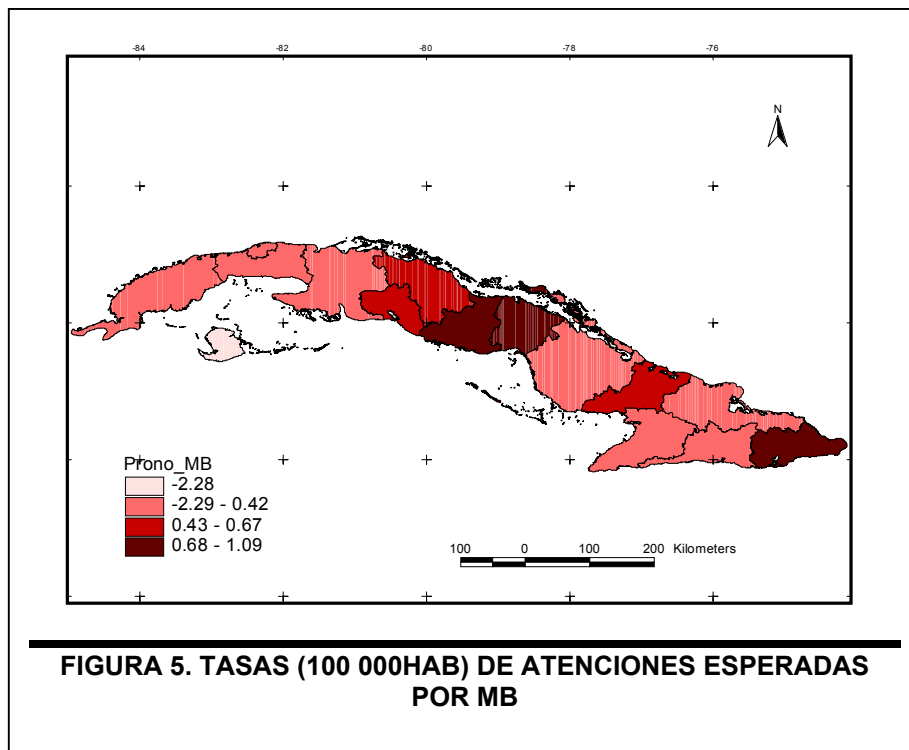 -84 -82 -80 -78 -76
N
Prono_MB
-2.28
-2.29 - 0.42
0.43 - 0.67
0.68 - 1.09
100 0 100 200 Kilometers
FIGURA 5. TASAS (100 000HAB) DE ATENCIONES ESPERADAS
POR MB